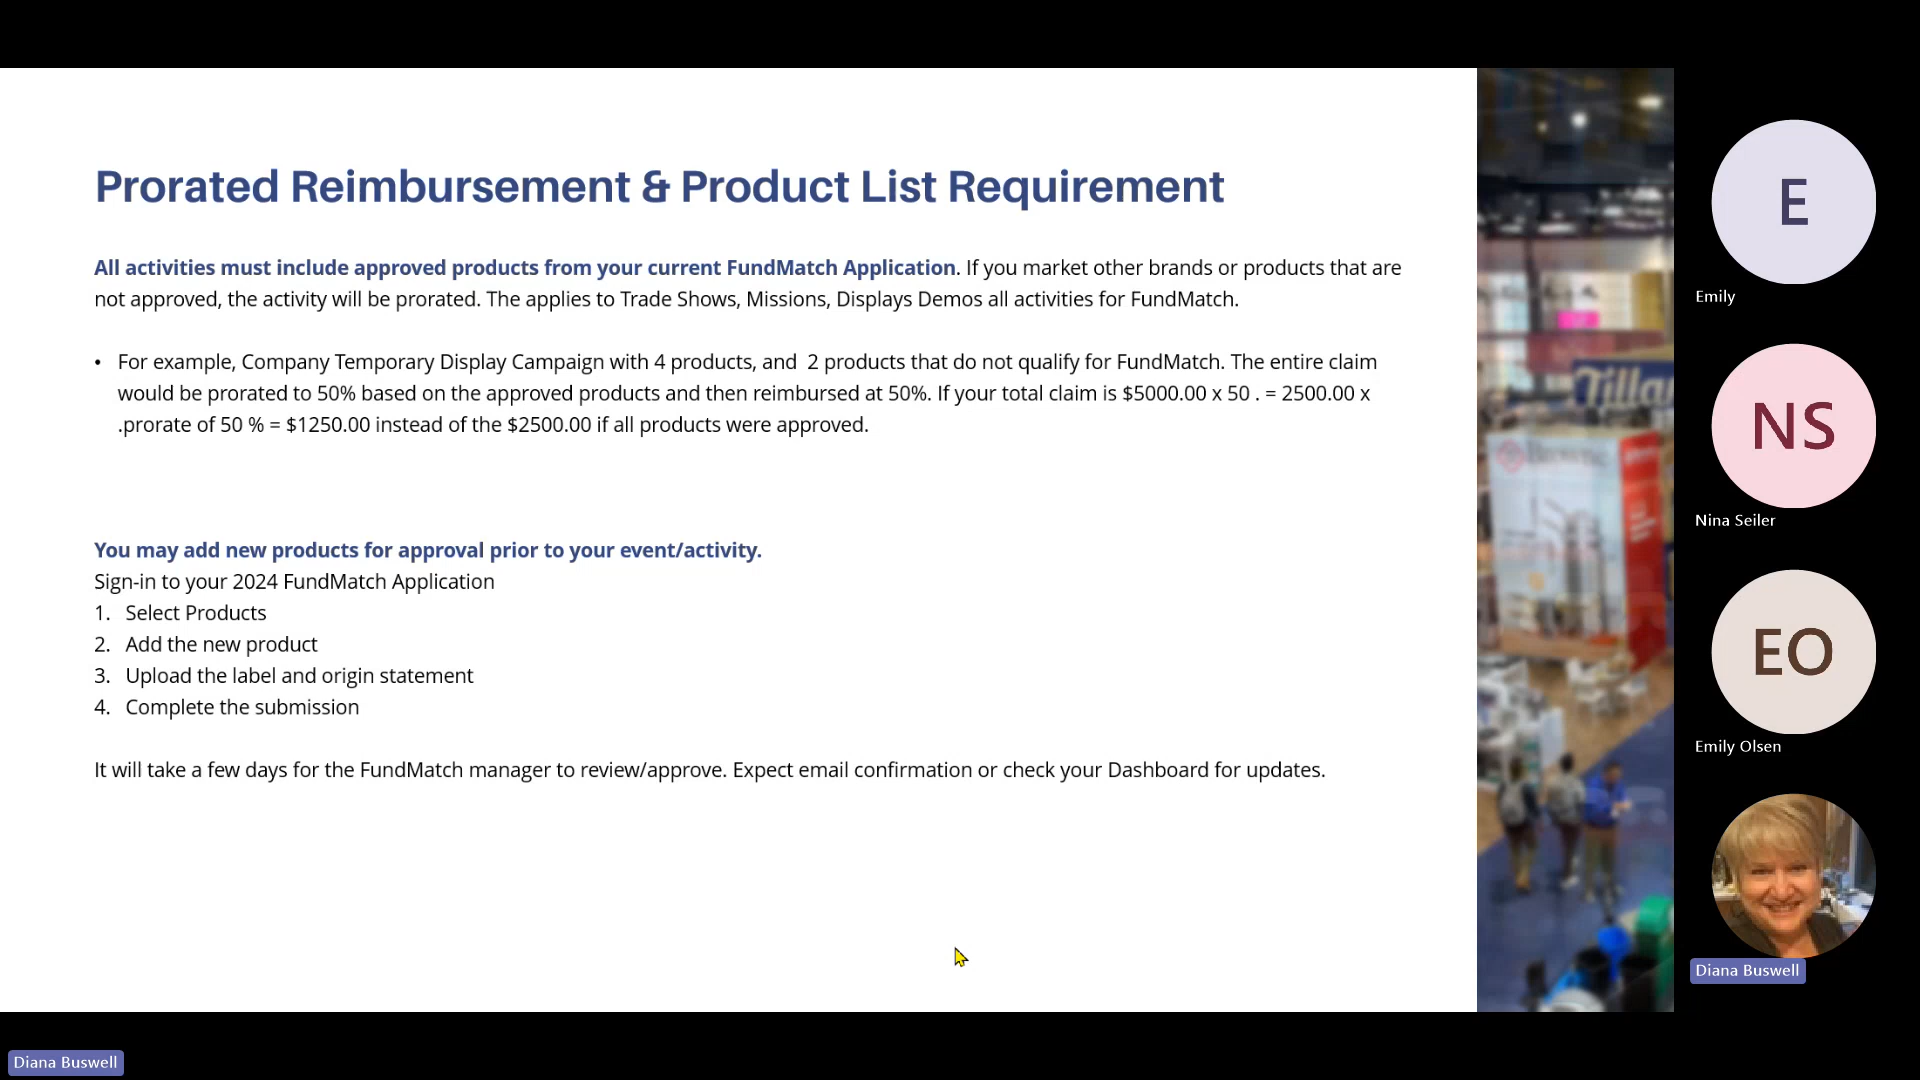 Prorated Reimbursement & Product List Requirement
All activities must include approved products from your current FundMatch Application. If you market other brands or products that are
not approved, the activity will be prorated. The applies to Trade Shows, Missions, Displays Demos all activities for FundMatch.
• For example, Company Temporary Display Campaign with 4 products, and 2 products that do not qualify for FundMatch. The entire claim
would be prorated to 50% based on the approved products and then reimbursed at 50%. If your total claim is $5000.00 x 50 . = 2500.00 x
.prorate of 50 % = $1250.00 instead of the $2500.00 if all products were approved.
You may add new products for approval prior to your event/activity.
Sign-in to your 2024 FundMatch Application
1. Select Products
2. Add the new product
3. Upload the label and origin statement
4. Complete the submission
It will take a few days for the FundMatch manager to review/approve. Expect email confirmation or check your Dashboard for updates.
E
Emily
NS
Nina Seiler
EO
Emily Olsen
Diana Buswell
Diana Buswell